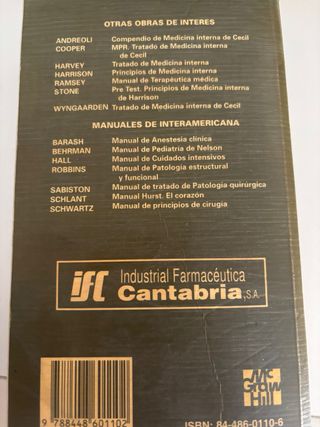 OTRAS OBRAS DE INTERES
ANDREOLI Compendio de Medicina interna de Cecil
COOPER MPR. Tratado de Medicina interna
de Cecil
HARVEY Tratado de Medicina interna
HARRISON Principios de Medicina interna
RAMSEY Manual de Terapéutica médica
STONE Pre Test. Principios de Medicina interna
de Harrison
WYNGAARDEN Tratado de Medicina interna de Cecil
MANUALES DE INTERAMERICANA
BARASH Manual de Anestesia clínica
BEHRMAN Manual de Pediatría de Nelson
HALL Manual de Cuidados intensivos
ROBBINS Manual de Patología estructural
y funcional
SABISTON Manual de tratado de Patología quirúrgica
SCHLANT Manual Hurst. El corazón
SCHWARTZ Manual de principios de cirugía
ifc Industrial Farmacéutica
Cantabria, S.A.
Mc
Graw
Hill
9 788448 601102
ISBN: 84-486-0110-6